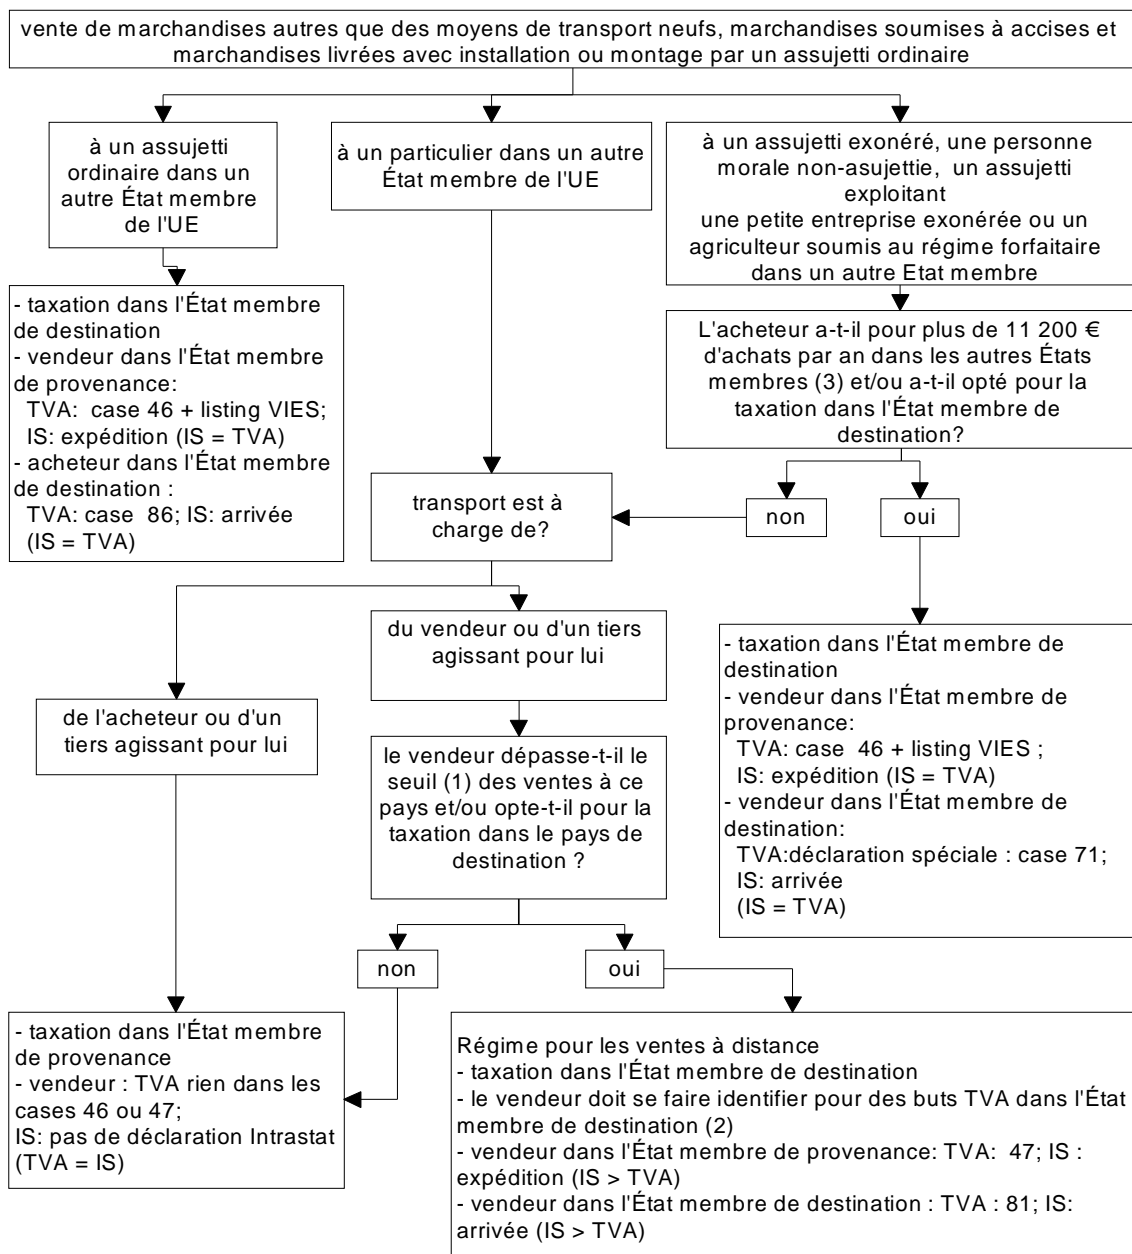 vente de marchandises autres que des moyens de transport neufs, marchandises soumises à accises et
marchandises livrées avec installation ou montage par un assujetti ordinaire
à un assujetti
ordinaire dans un
autre État membre
de l'UE
à un particulier dans un autre
État membre de l'UE
à un assujetti exonéré, une personne
morale non-asujettie, un assujetti
exploitant
une petite entreprise exonérée ou un
agriculteur soumis au régime forfaitaire
dans un autre Etat membre
- taxation dans l'État membre
de destination
- vendeur dans l'État membre
de provenance:
TVA: case 46 + listing VIES;
IS: expédition (IS = TVA)
- acheteur dans l'État membre
de destination :
TVA: case 86; IS: arrivée
(IS = TVA)
L'acheteur a-t-il pour plus de 11 200 €
d'achats par an dans les autres États
membres (3) et/ou a-t-il opté pour la
taxation dans l'État membre de
destination?
transport est à
charge de?
non
oui
du vendeur ou d'un tiers
agissant pour lui
de l'acheteur ou d'un
tiers agissant pour lui
- taxation dans l'État membre de
destination
- vendeur dans l'État membre de
provenance:
TVA: case 46 + listing VIES ;
IS: expédition (IS = TVA)
- vendeur dans l'État membre de
destination:
TVA:déclaration spéciale : case 71;
IS: arrivée
(IS = TVA)
le vendeur dépasse-t-il le
seuil (1) des ventes à ce
pays et/ou opte-t-il pour la
taxation dans le pays de
destination ?
non
oui
- taxation dans l'État membre
de provenance
- vendeur : TVA rien dans les
cases 46 ou 47;
IS: pas de déclaration Intrastat
(TVA = IS)
Régime pour les ventes à distance
- taxation dans l'État membre de destination
- le vendeur doit se faire identifier pour des buts TVA dans l'État
membre de destination (2)
- vendeur dans l'État membre de provenance: TVA: 47; IS :
expédition (IS > TVA)
- vendeur dans l'État membre de destination : TVA : 81; IS:
arrivée (IS > TVA)